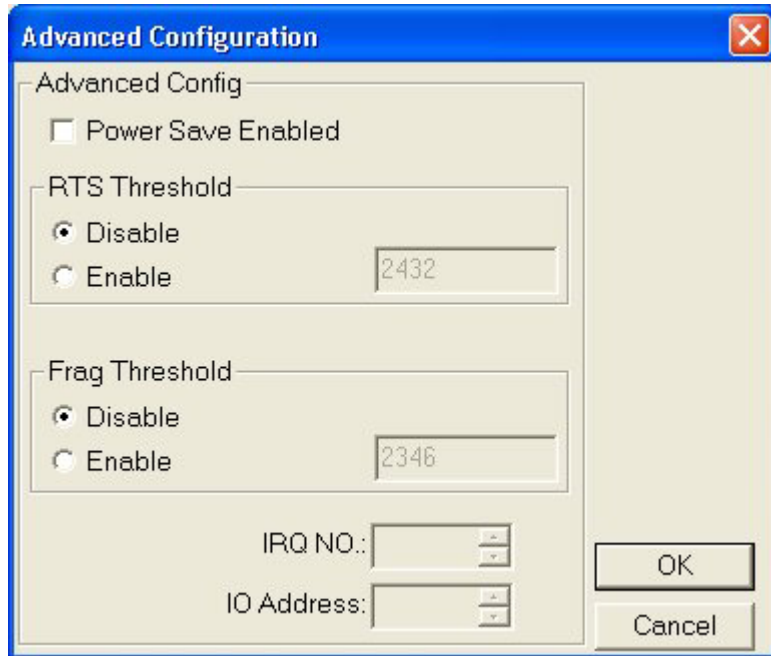 Advanced Configuration
Advanced Config
Power Save Enabled
RTS Threshold
Disable
Enable 2432
Frag Threshold
Disable
Enable 2346
IRQ NO.:
IO Address:
OK
Cancel